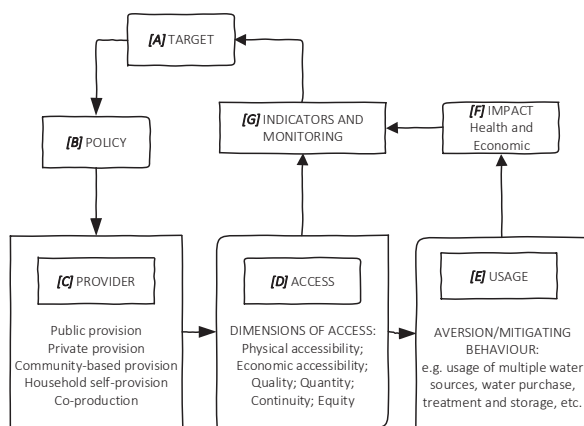 [A] TARGET
[B] POLICY
[G] INDICATORS AND
MONITORING
[F] IMPACT
Health and
Economic
[C] PROVIDER
Public provision
Private provision
Community-based provision
Household self-provision
Co-production
[D] ACCESS
DIMENSIONS OF ACCESS:
Physical accessibility;
Economic accessibility;
Quality; Quantity;
Continuity; Equity
[E] USAGE
AVERSION/MITIGATING
BEHAVIOUR:
e.g. usage of multiple water
sources, water purchase,
treatment and storage, etc.